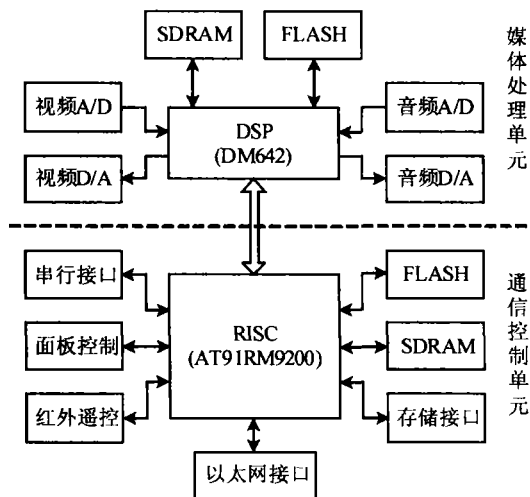 SDRAM
FLASH
视频A/D
DSP
(DM642)
音频A/D
视频D/A
音频D/A
媒体处理单元
串行接口
FLASH
面板控制
RISC
(AT91RM9200)
SDRAM
红外遥控
存储接口
以太网接口
通信控制单元